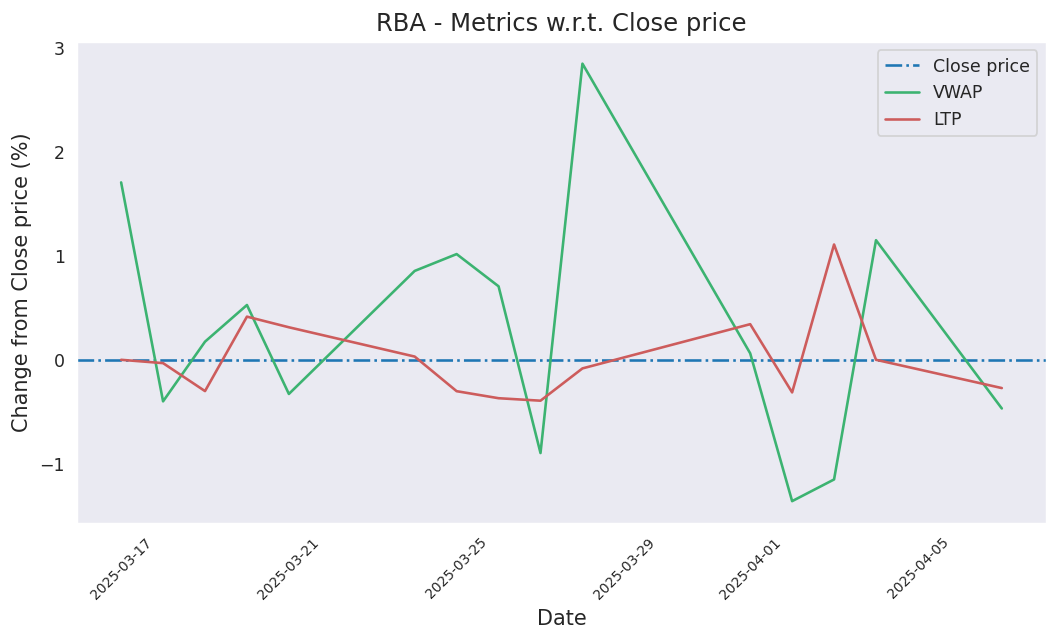 RBA - Metrics w.r.t. Close price
Change from Close price (%)
3
2
1
0
−1
Close price
VWAP
LTP
2025-03-17
2025-03-21
2025-03-25
2025-03-29
2025-04-01
2025-04-05
Date